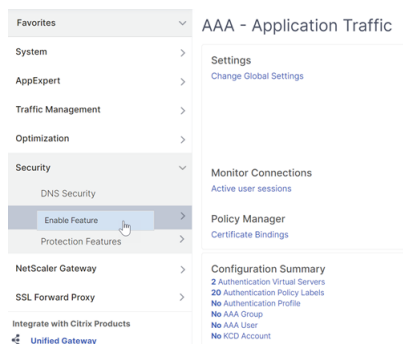 Favorites
System
AppExpert
Traffic Management
Optimization
Security
DNS Security
Enable Feature
Protection Features
NetScaler Gateway
SSL Forward Proxy
Integrate with Citrix Products
Unified Gateway
AAA - Application Traffic
Settings
Change Global Settings
Monitor Connections
Active user sessions
Policy Manager
Certificate Bindings
Configuration Summary
2 Authentication Virtual Servers
20 Authentication Policy Labels
No Authentication Profile
No AAA Group
No AAA User
No KCD Account